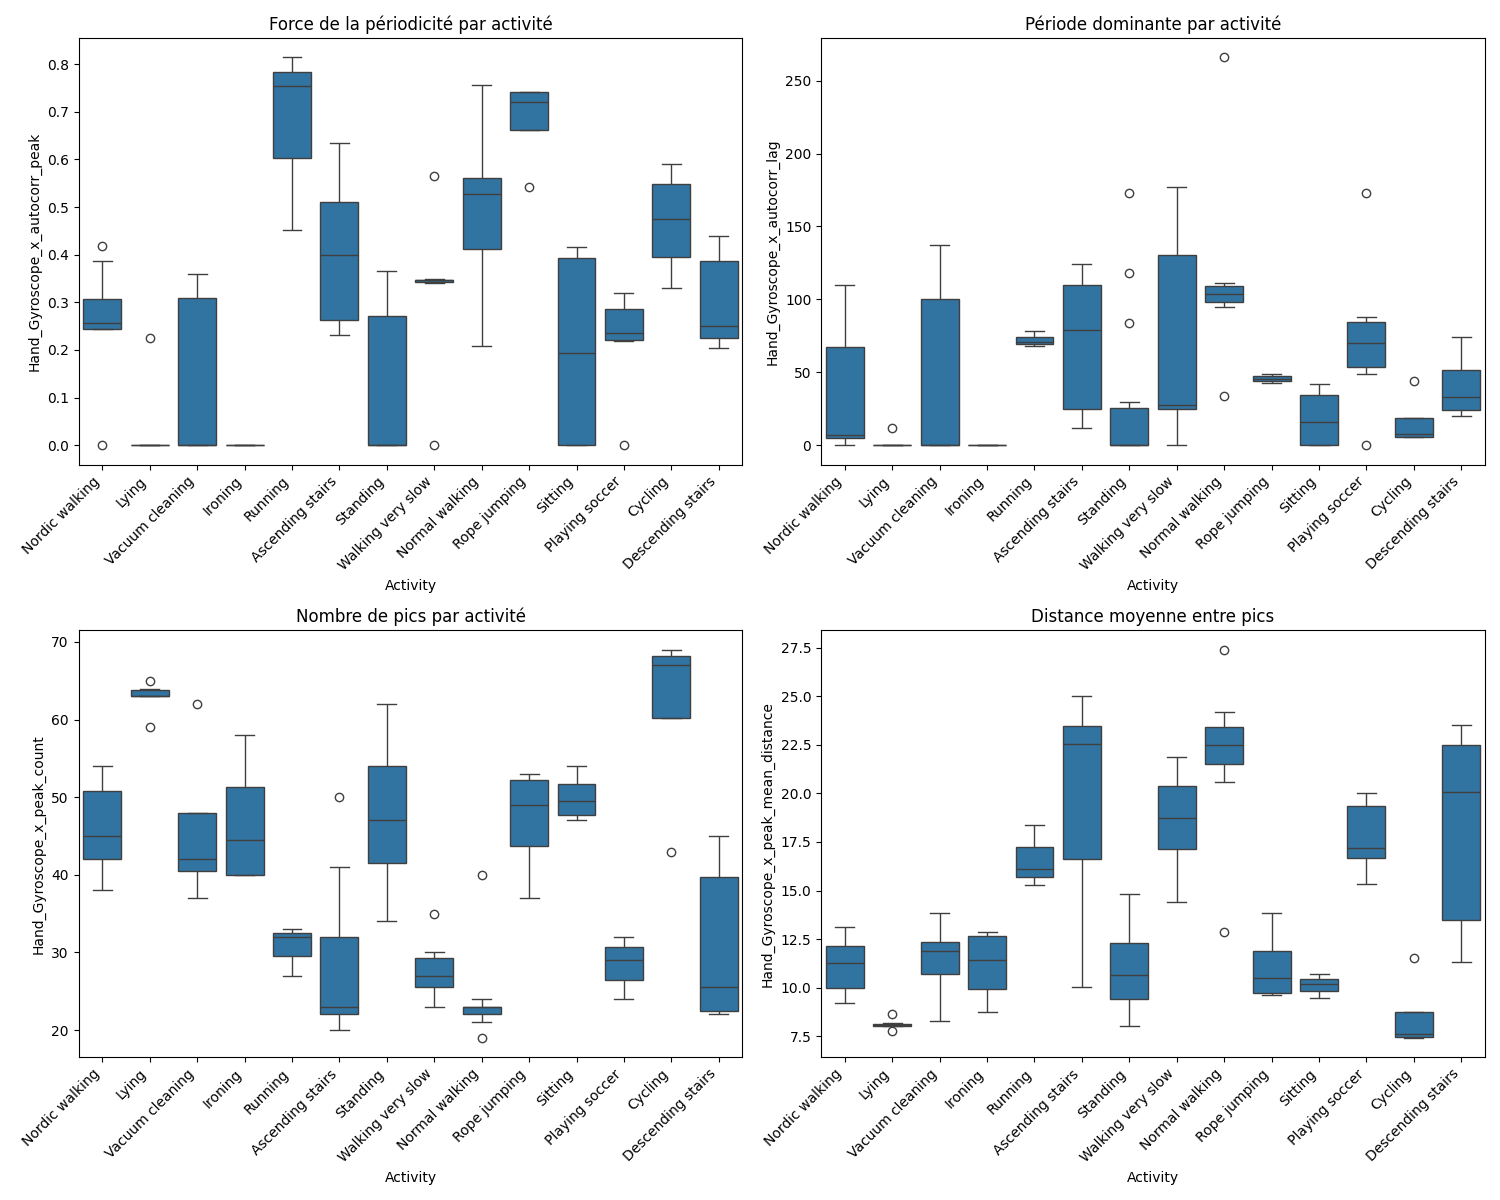 Force de la périodicité par activité
Hand_Gyroscope_x_autocorr_peak
0.8
0.7
0.6
0.5
0.4
0.3
0.2
0.1
0.0
Nordic walking
Lying
Vacuum cleaning
Ironing
Running
Ascending stairs
Standing
Walking very slow
Normal walking
Rope jumping
Sitting
Playing soccer
Cycling
Descending stairs
Activity
Période dominante par activité
Hand_Gyroscope_x_autocorr_lag
250
200
150
100
50
0
Nordic walking
Lying
Vacuum cleaning
Ironing
Running
Ascending stairs
Standing
Walking very slow
Normal walking
Rope jumping
Sitting
Playing soccer
Cycling
Descending stairs
Activity
Nombre de pics par activité
Hand_Gyroscope_x_peak_count
70
60
50
40
30
20
Nordic walking
Lying
Vacuum cleaning
Ironing
Running
Ascending stairs
Standing
Walking very slow
Normal walking
Rope jumping
Sitting
Playing soccer
Cycling
Descending stairs
Activity
Distance moyenne entre pics
Hand_Gyroscope_x_peak_mean_distance
27.5
25.0
22.5
20.0
17.5
15.0
12.5
10.0
7.5
Nordic walking
Lying
Vacuum cleaning
Ironing
Running
Ascending stairs
Standing
Walking very slow
Normal walking
Rope jumping
Sitting
Playing soccer
Cycling
Descending stairs
Activity